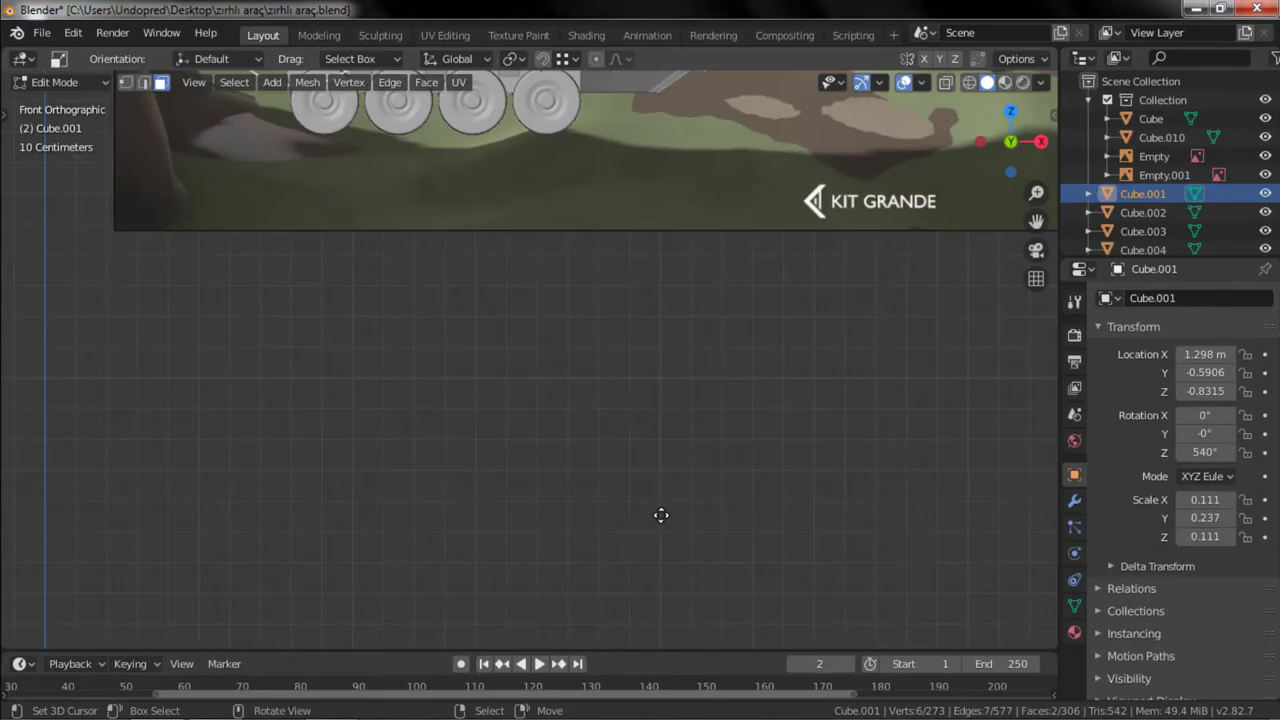 Blender* [C:\Users\Undopred\Desktop\zırhlı araç\zırhlı araç.blend]
File Edit Render Window Help Layout Modeling Sculpting UV Editing Texture Paint Shading Animation Rendering Compositing Scripting + Scene View Layer
Orientation: Default Drag: Select Box Global X Y Z Options
Edit Mode View Select Add Mesh Vertex Edge Face UV
Front Orthographic
(2) Cube.001
10 Centimeters
Z
Y
X
KIT GRANDE
Scene Collection
Collection
Cube
Cube.010
Empty
Empty.001
Cube.001
Cube.002
Cube.003
Cube.004
Cube.001
Cube.001
Transform
Location X 1.298 m
Y -0.5906
Z -0.8315
Rotation X 0°
Y -0°
Z 540°
Mode XYZ Eule
Scale X 0.111
Y 0.237
Z 0.111
Delta Transform
Relations
Collections
Instancing
Motion Paths
Visibility
Viewport Display
Playback Keying View Marker 2 Start 1 End 250
30 40 50 60 70 80 90 100 110 120 130 140 150 160 170 180 190 200
Set 3D Cursor Box Select Rotate View Select Move Cube.001 | Verts:6/273 | Edges:7/577 | Faces:2/306 | Tris:542 | Mem: 49.4 MiB | v2.82.7